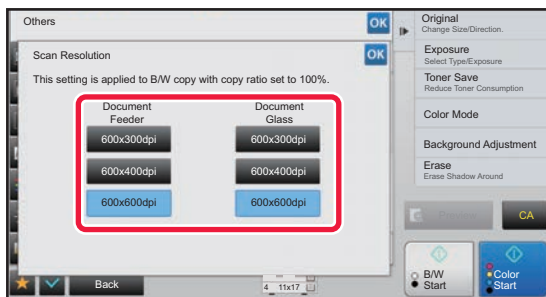 Others
OK
Scan Resolution
OK
This setting is applied to B/W copy with copy ratio set to 100%.
Document
Feeder
Document
Glass
600x300dpi
600x300dpi
600x400dpi
600x400dpi
600x600dpi
600x600dpi
Back
4 11x17
Original
Change Size/Direction.
Exposure
Select Type/Exposure
Toner Save
Reduce Toner Consumption
Color Mode
Background Adjustment
Erase
Erase Shadow Around
Preview
CA
B/W
Start
Color
Start